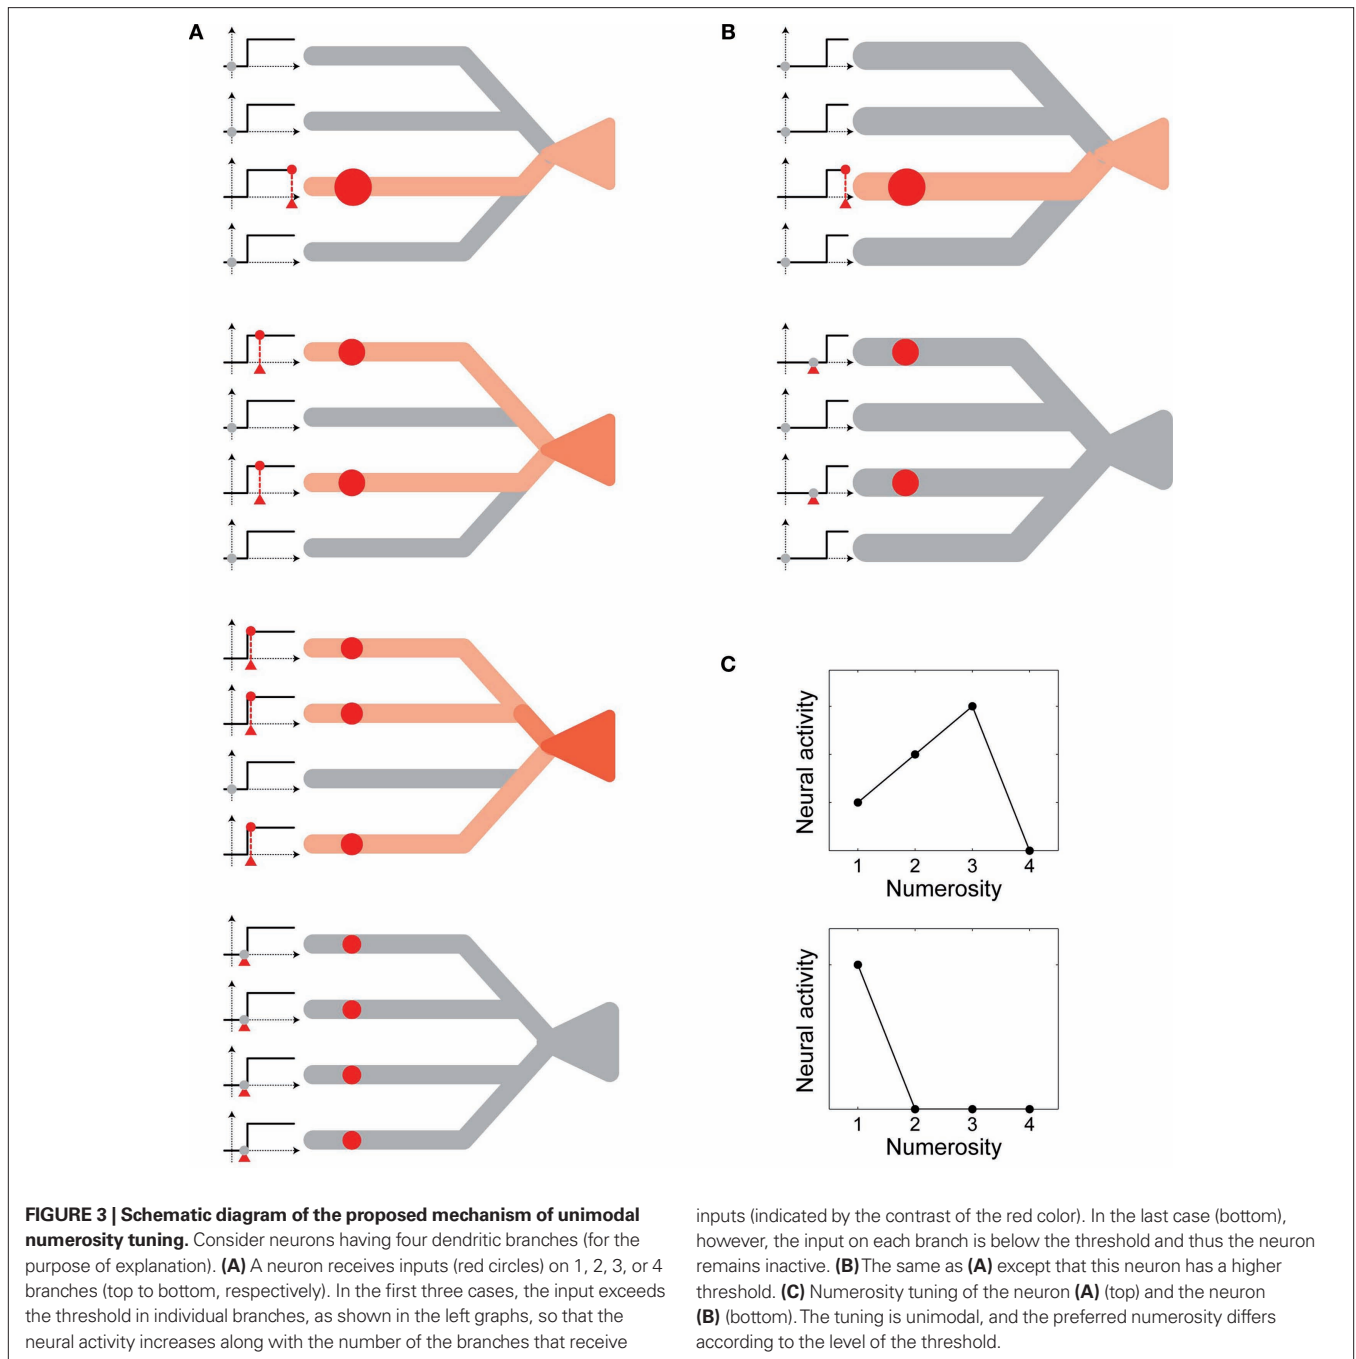 A
B
C
Neural activity
1 2 3 4
Numerosity
Neural activity
1 2 3 4
Numerosity
FIGURE 3 | Schematic diagram of the proposed mechanism of unimodal
numerosity tuning. Consider neurons having four dendritic branches (for the
purpose of explanation). (A) A neuron receives inputs (red circles) on 1, 2, 3, or 4
branches (top to bottom, respectively). In the first three cases, the input exceeds
the threshold in individual branches, as shown in the left graphs, so that the
neural activity increases along with the number of the branches that receive
inputs (indicated by the contrast of the red color). In the last case (bottom),
however, the input on each branch is below the threshold and thus the neuron
remains inactive. (B) The same as (A) except that this neuron has a higher
threshold. (C) Numerosity tuning of the neuron (A) (top) and the neuron
(B) (bottom). The tuning is unimodal, and the preferred numerosity differs
according to the level of the threshold.